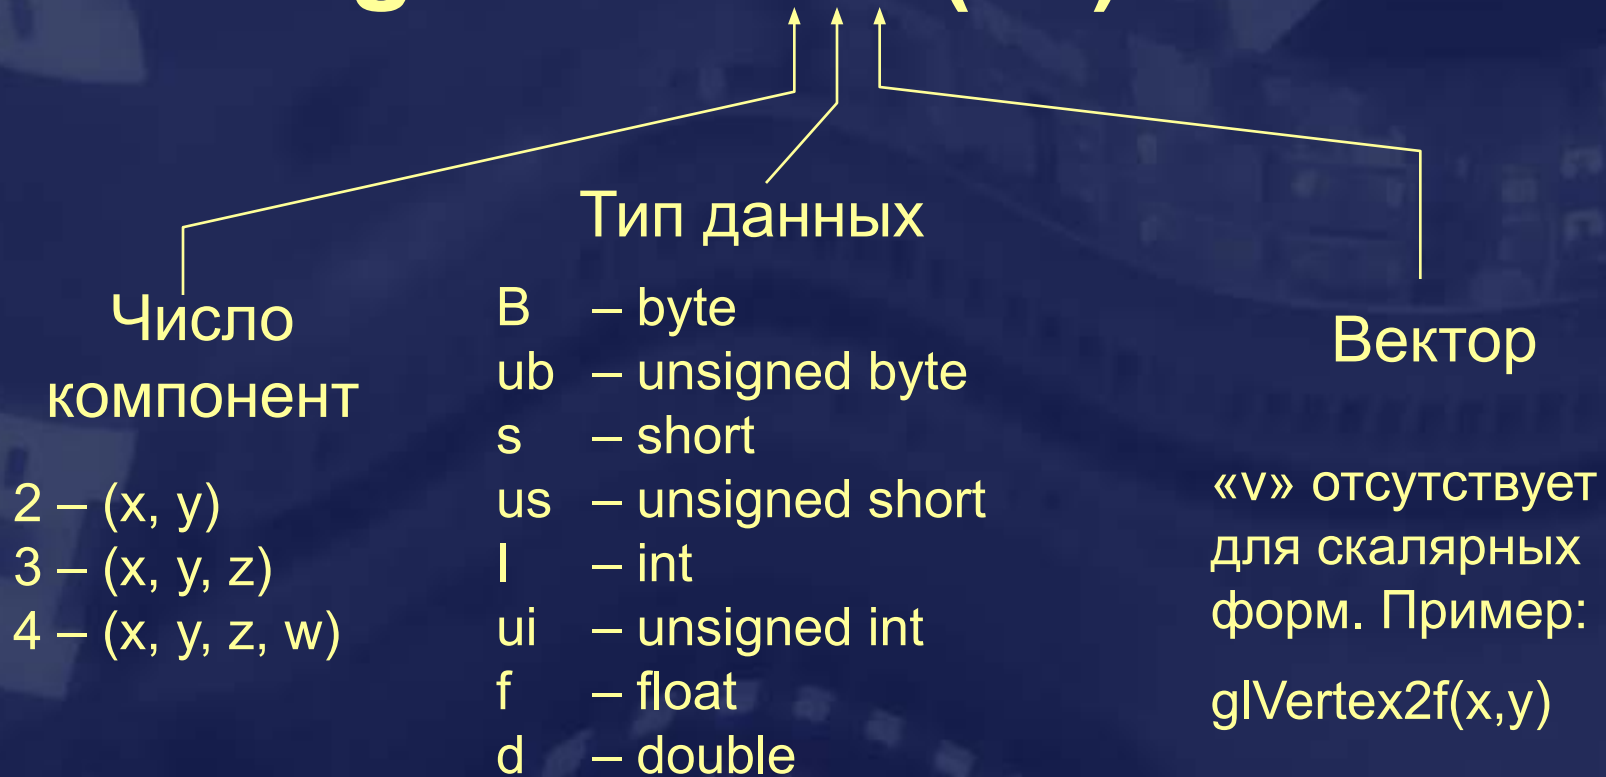 Тип данных
Число
компонент
2 – (x, y)
3 – (x, y, z)
4 – (x, y, z, w)
B – byte
ub – unsigned byte
s – short
us – unsigned short
I – int
ui – unsigned int
f – float
d – double
Вектор
«v» отсутствует
для скалярных
форм. Пример:
glVertex2f(x,y)